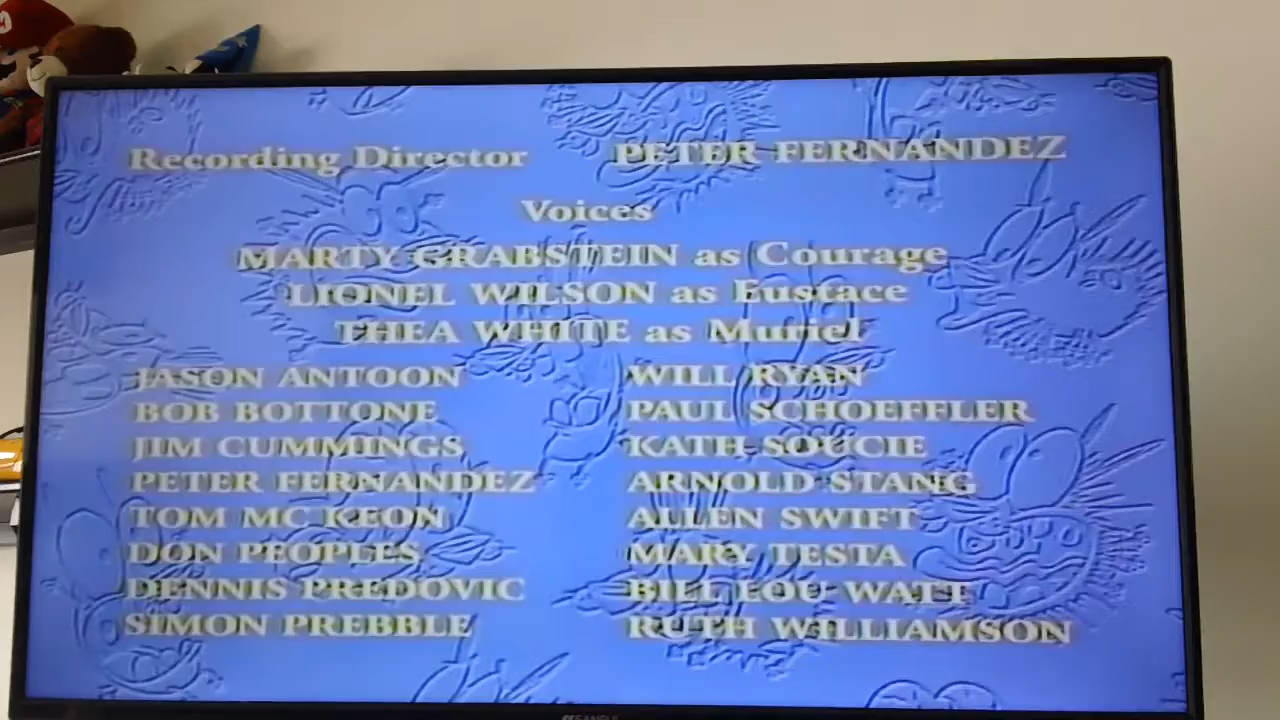 Recording Director PETER FERNANDEZ
Voices
MARTY GRABSTEIN as Courage
LIONEL WILSON as Eustace
THEA WHITE as Muriel
JASON ANTOON WILL RYAN
BOB BOTTONE PAUL SCHOEFFLER
JIM CUMMINGS KATH SOUCIE
PETER FERNANDEZ ARNOLD STANG
TOM MC KEON ALLEN SWIFT
DON PEOPLES MARY TESTA
DENNIS PREDOVIC BILL LOU WATT
SIMON PREBBLE RUTH WILLIAMSON